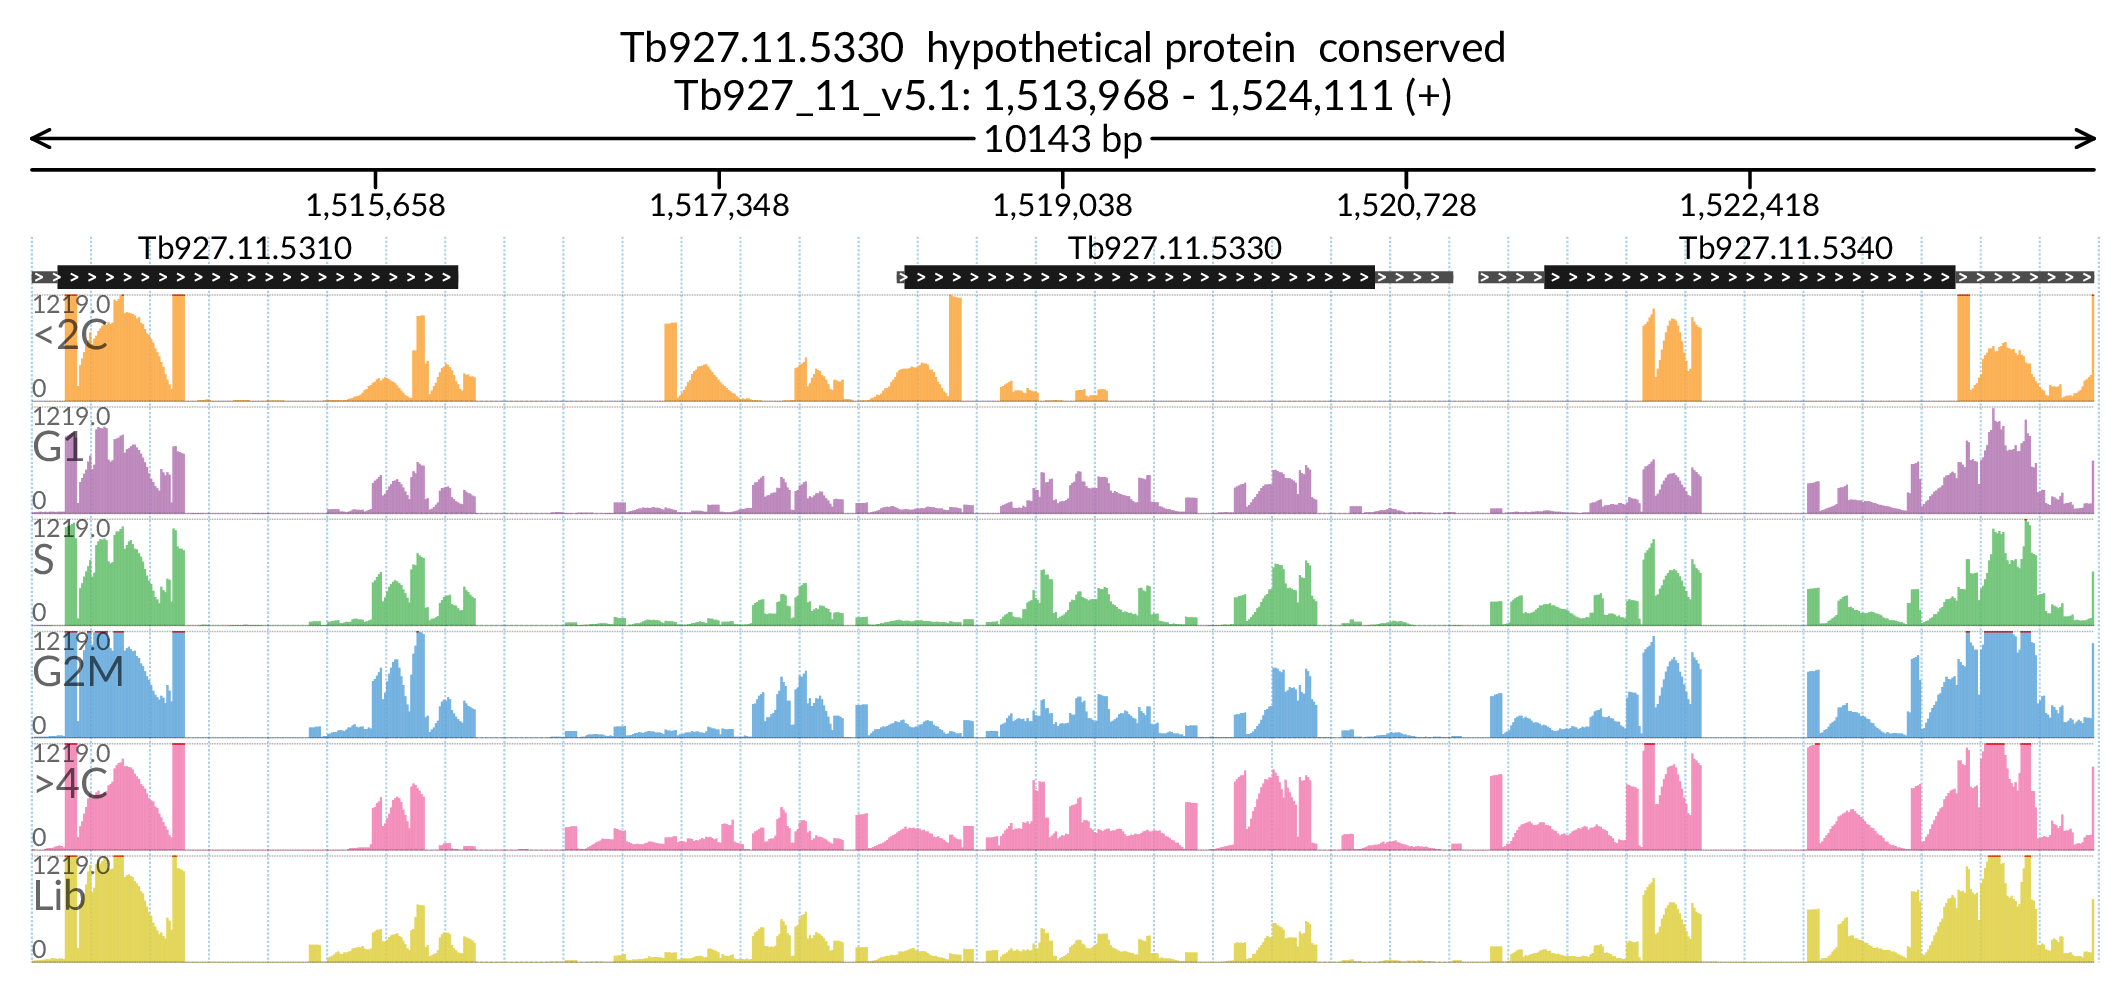 Tb927.11.5330  hypothetical protein  conserved
Tb927_11_v5.1: 1,513,968 - 1,524,111 (+)
10143 bp
1,515,658 1,517,348 1,519,038 1,520,728 1,522,418
Tb927.11.5310 Tb927.11.5330 Tb927.11.5340
1219.0
<2C
0
1219.0
G1
0
1219.0
S
0
1219.0
G2M
0
1219.0
>4C
0
1219.0
Lib
0